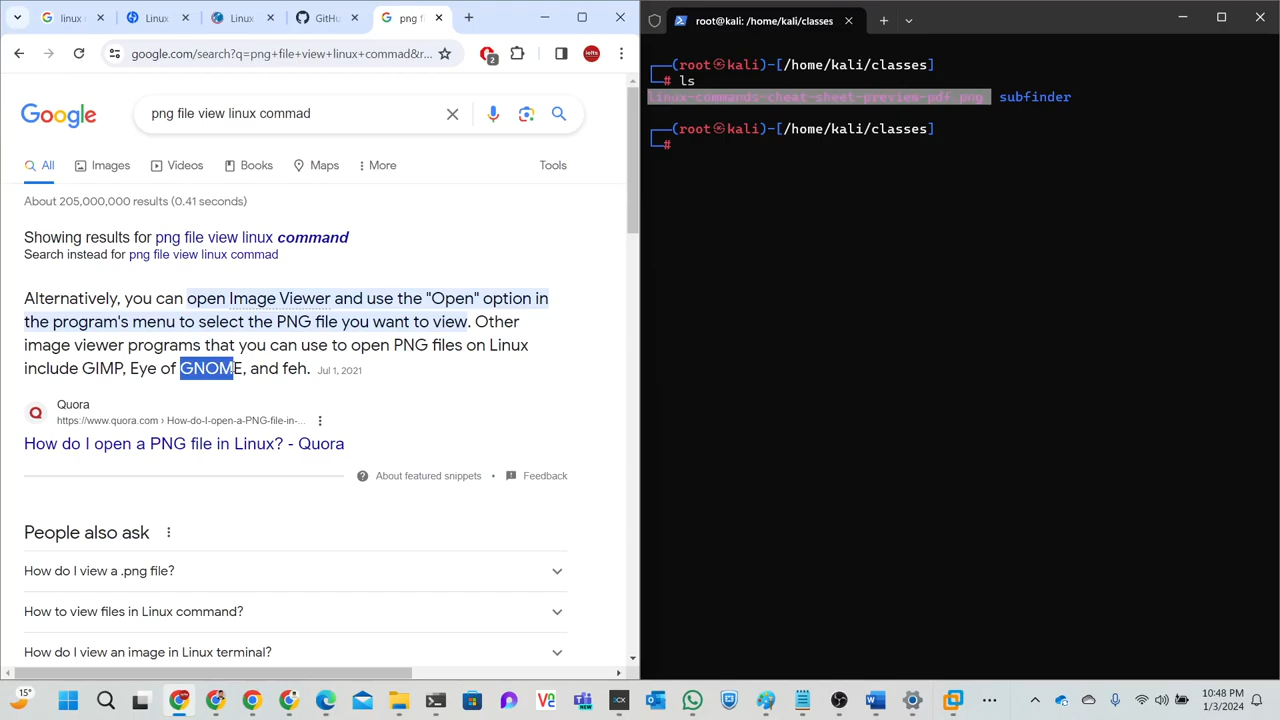 linux c
Linux
Linux
GitHu
png f
google.com/search?q=png+file+view+linux+commad&r...
2
Google
png file view linux commad
All
Images
Videos
Books
Maps
More
Tools
About 205,000,000 results (0.41 seconds)
Showing results for png file view linux command
Search instead for png file view linux commad
Alternatively, you can open Image Viewer and use the "Open" option in
the program's menu to select the PNG file you want to view. Other
image viewer programs that you can use to open PNG files on Linux
include GIMP, Eye of GNOME, and feh. Jul 1, 2021
Quora
https://www.quora.com › How-do-I-open-a-PNG-file-in-...
How do I open a PNG file in Linux? - Quora
About featured snippets
Feedback
People also ask
How do I view a .png file?
How to view files in Linux command?
How do I view an image in Linux terminal?
root@kali: /home/kali/classes
(root㉿kali)-[/home/kali/classes]
# ls
linux-commands-cheat-sheet-preview-pdf.png subfinder
(root㉿kali)-[/home/kali/classes]
#
15°
10:48 PM
1/3/2024